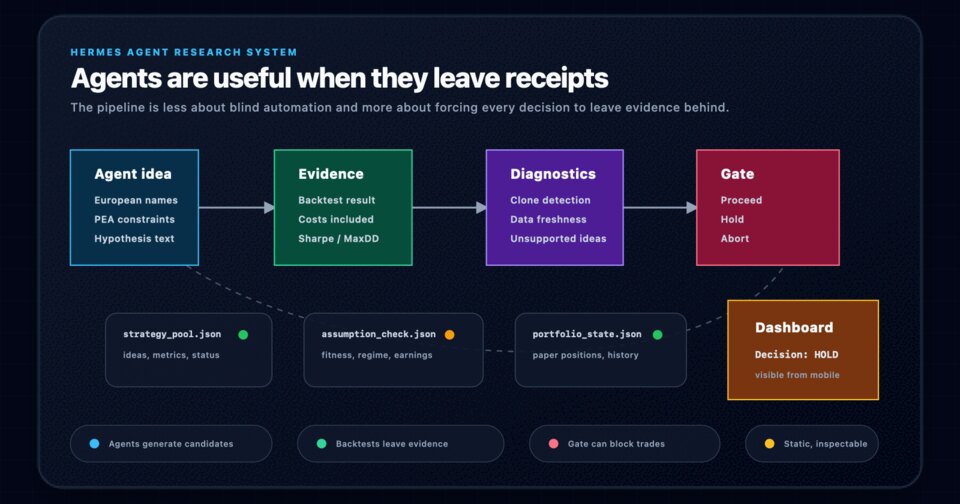 HERMES AGENT RESEARCH SYSTEM
Agents are useful when they leave receipts
The pipeline is less about blind automation and more about forcing every decision to leave evidence behind.
Agent idea
European names
PEA constraints
Hypothesis text
Evidence
Backtest result
Costs included
Sharpe / MaxDD
Diagnostics
Clone detection
Data freshness
Unsupported ideas
Gate
Proceed
Hold
Abort
strategy_pool.json
ideas, metrics, status
assumption_check.json
fitness, regime, earnings
portfolio_state.json
paper positions, history
Dashboard
Decision: HOLD
visible from mobile
Agents generate candidates
Backtests leave evidence
Gate can block trades
Static, inspectable